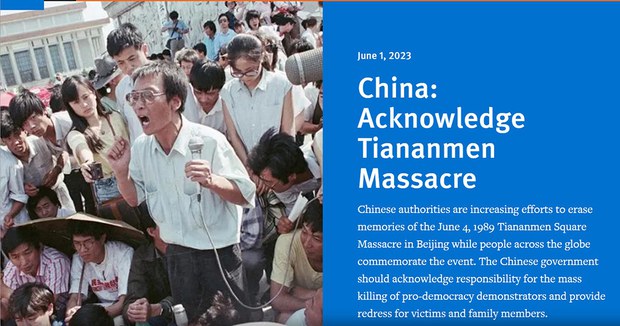 June 1, 2023
China:
Acknowledge
Tiananmen
Massacre
Chinese authorities are increasing efforts to erase
memories of the June 4, 1989 Tiananmen Square
Massacre in Beijing while people across the globe
commemorate the event. The Chinese government
should acknowledge responsibility for the mass
killing of pro-democracy demonstrators and provide
redress for victims and family members.